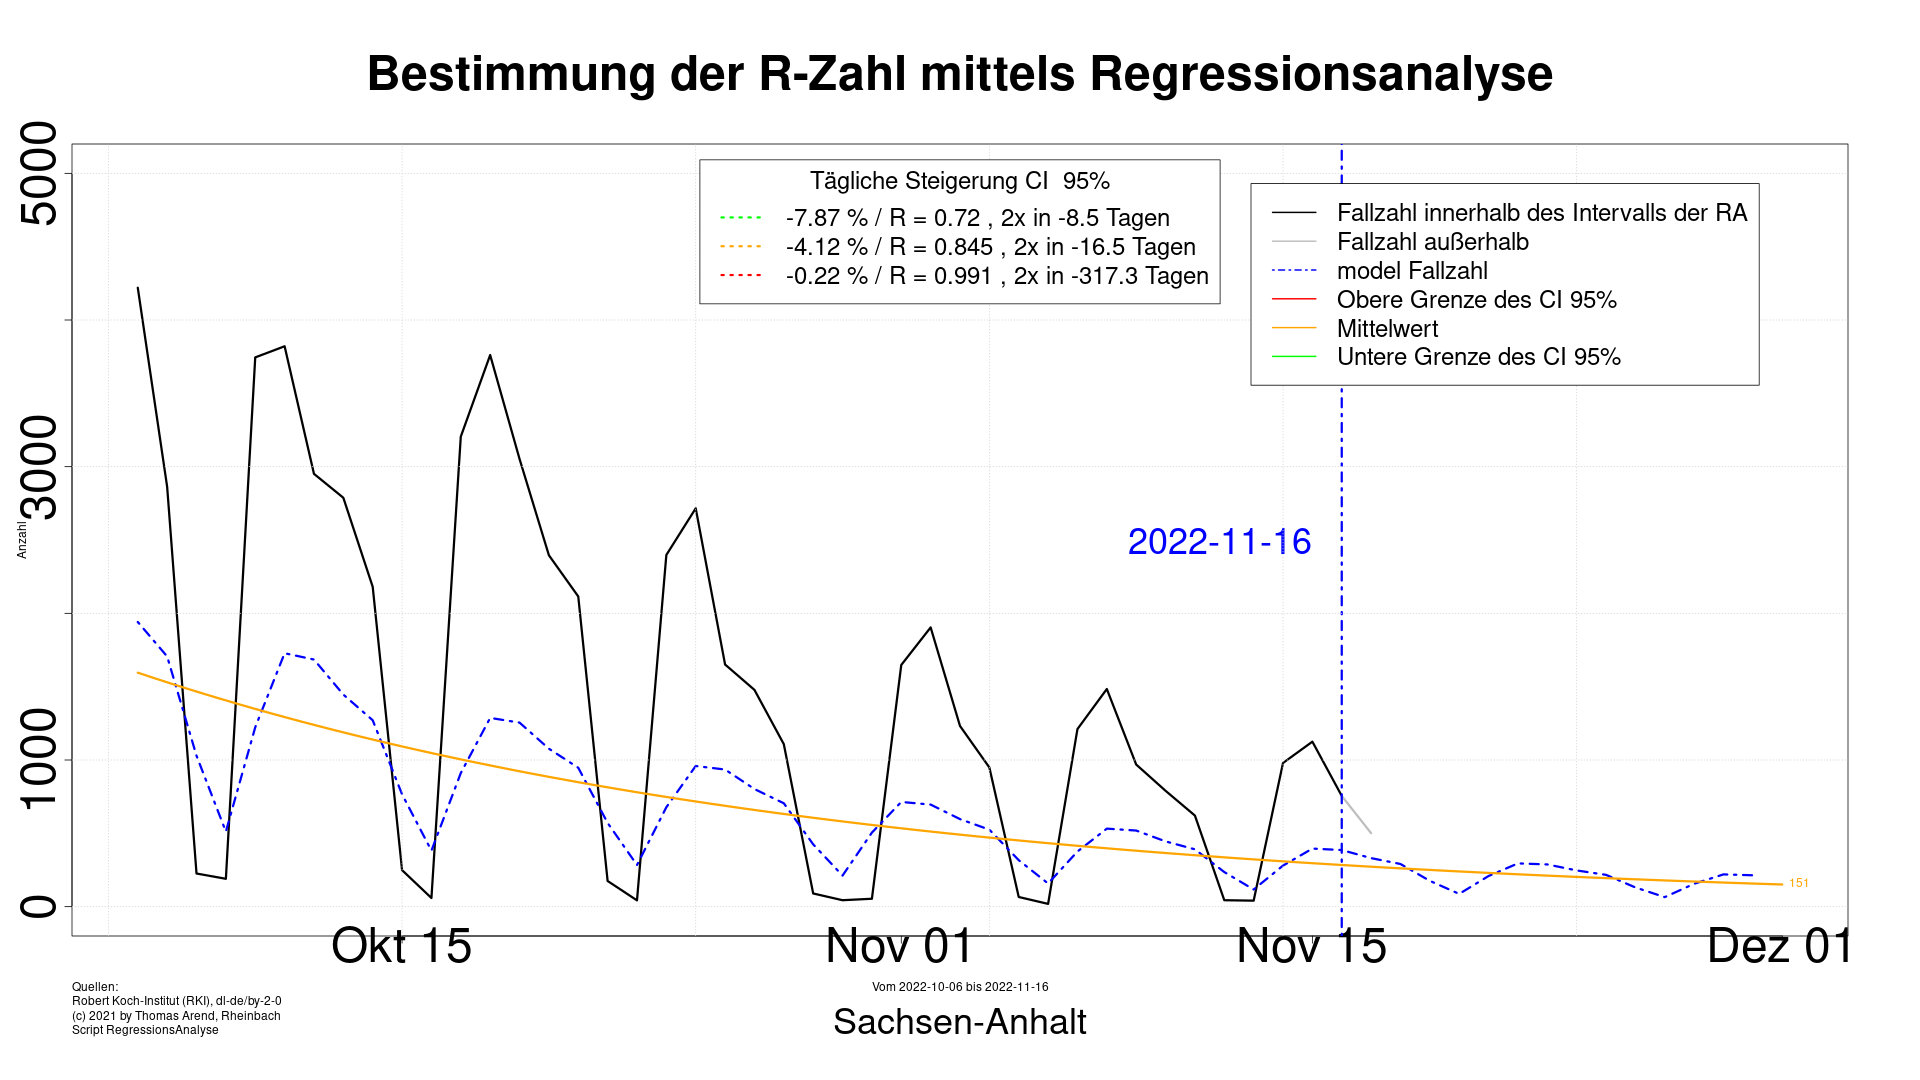 Bestimmung der R-Zahl mittels Regressionsanalyse
5000
3000
1000
0
Anzahl
Tägliche Steigerung CI  95%
-7.87 % / R = 0.72 , 2x in -8.5 Tagen
-4.12 % / R = 0.845 , 2x in -16.5 Tagen
-0.22 % / R = 0.991 , 2x in -317.3 Tagen
Fallzahl innerhalb des Intervalls der RA
Fallzahl außerhalb
model Fallzahl
Obere Grenze des CI 95%
Mittelwert
Untere Grenze des CI 95%
2022-11-16
151
Okt 15
Nov 01
Nov 15
Dez 01
Quellen:
Robert Koch-Institut (RKI), dl-de/by-2-0
(c) 2021 by Thomas Arend, Rheinbach
Script RegressionsAnalyse
Vom 2022-10-06 bis 2022-11-16
Sachsen-Anhalt